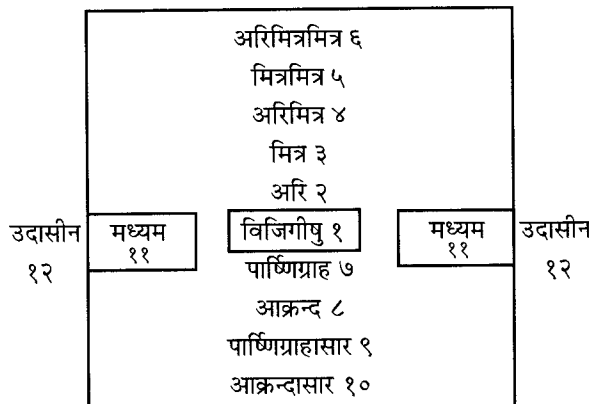 अरिमित्रमित्र ६
मित्रमित्र ५
अरिमित्र ४
मित्र ३
अरि २
उदासीन मध्यम विजिगीषु १ मध्यम उदासीन
१२ ११ ११ १२
पार्ष्णिग्राह ७
आक्रन्द ८
पार्ष्णिग्राहासार ९
आक्रन्दासार १०